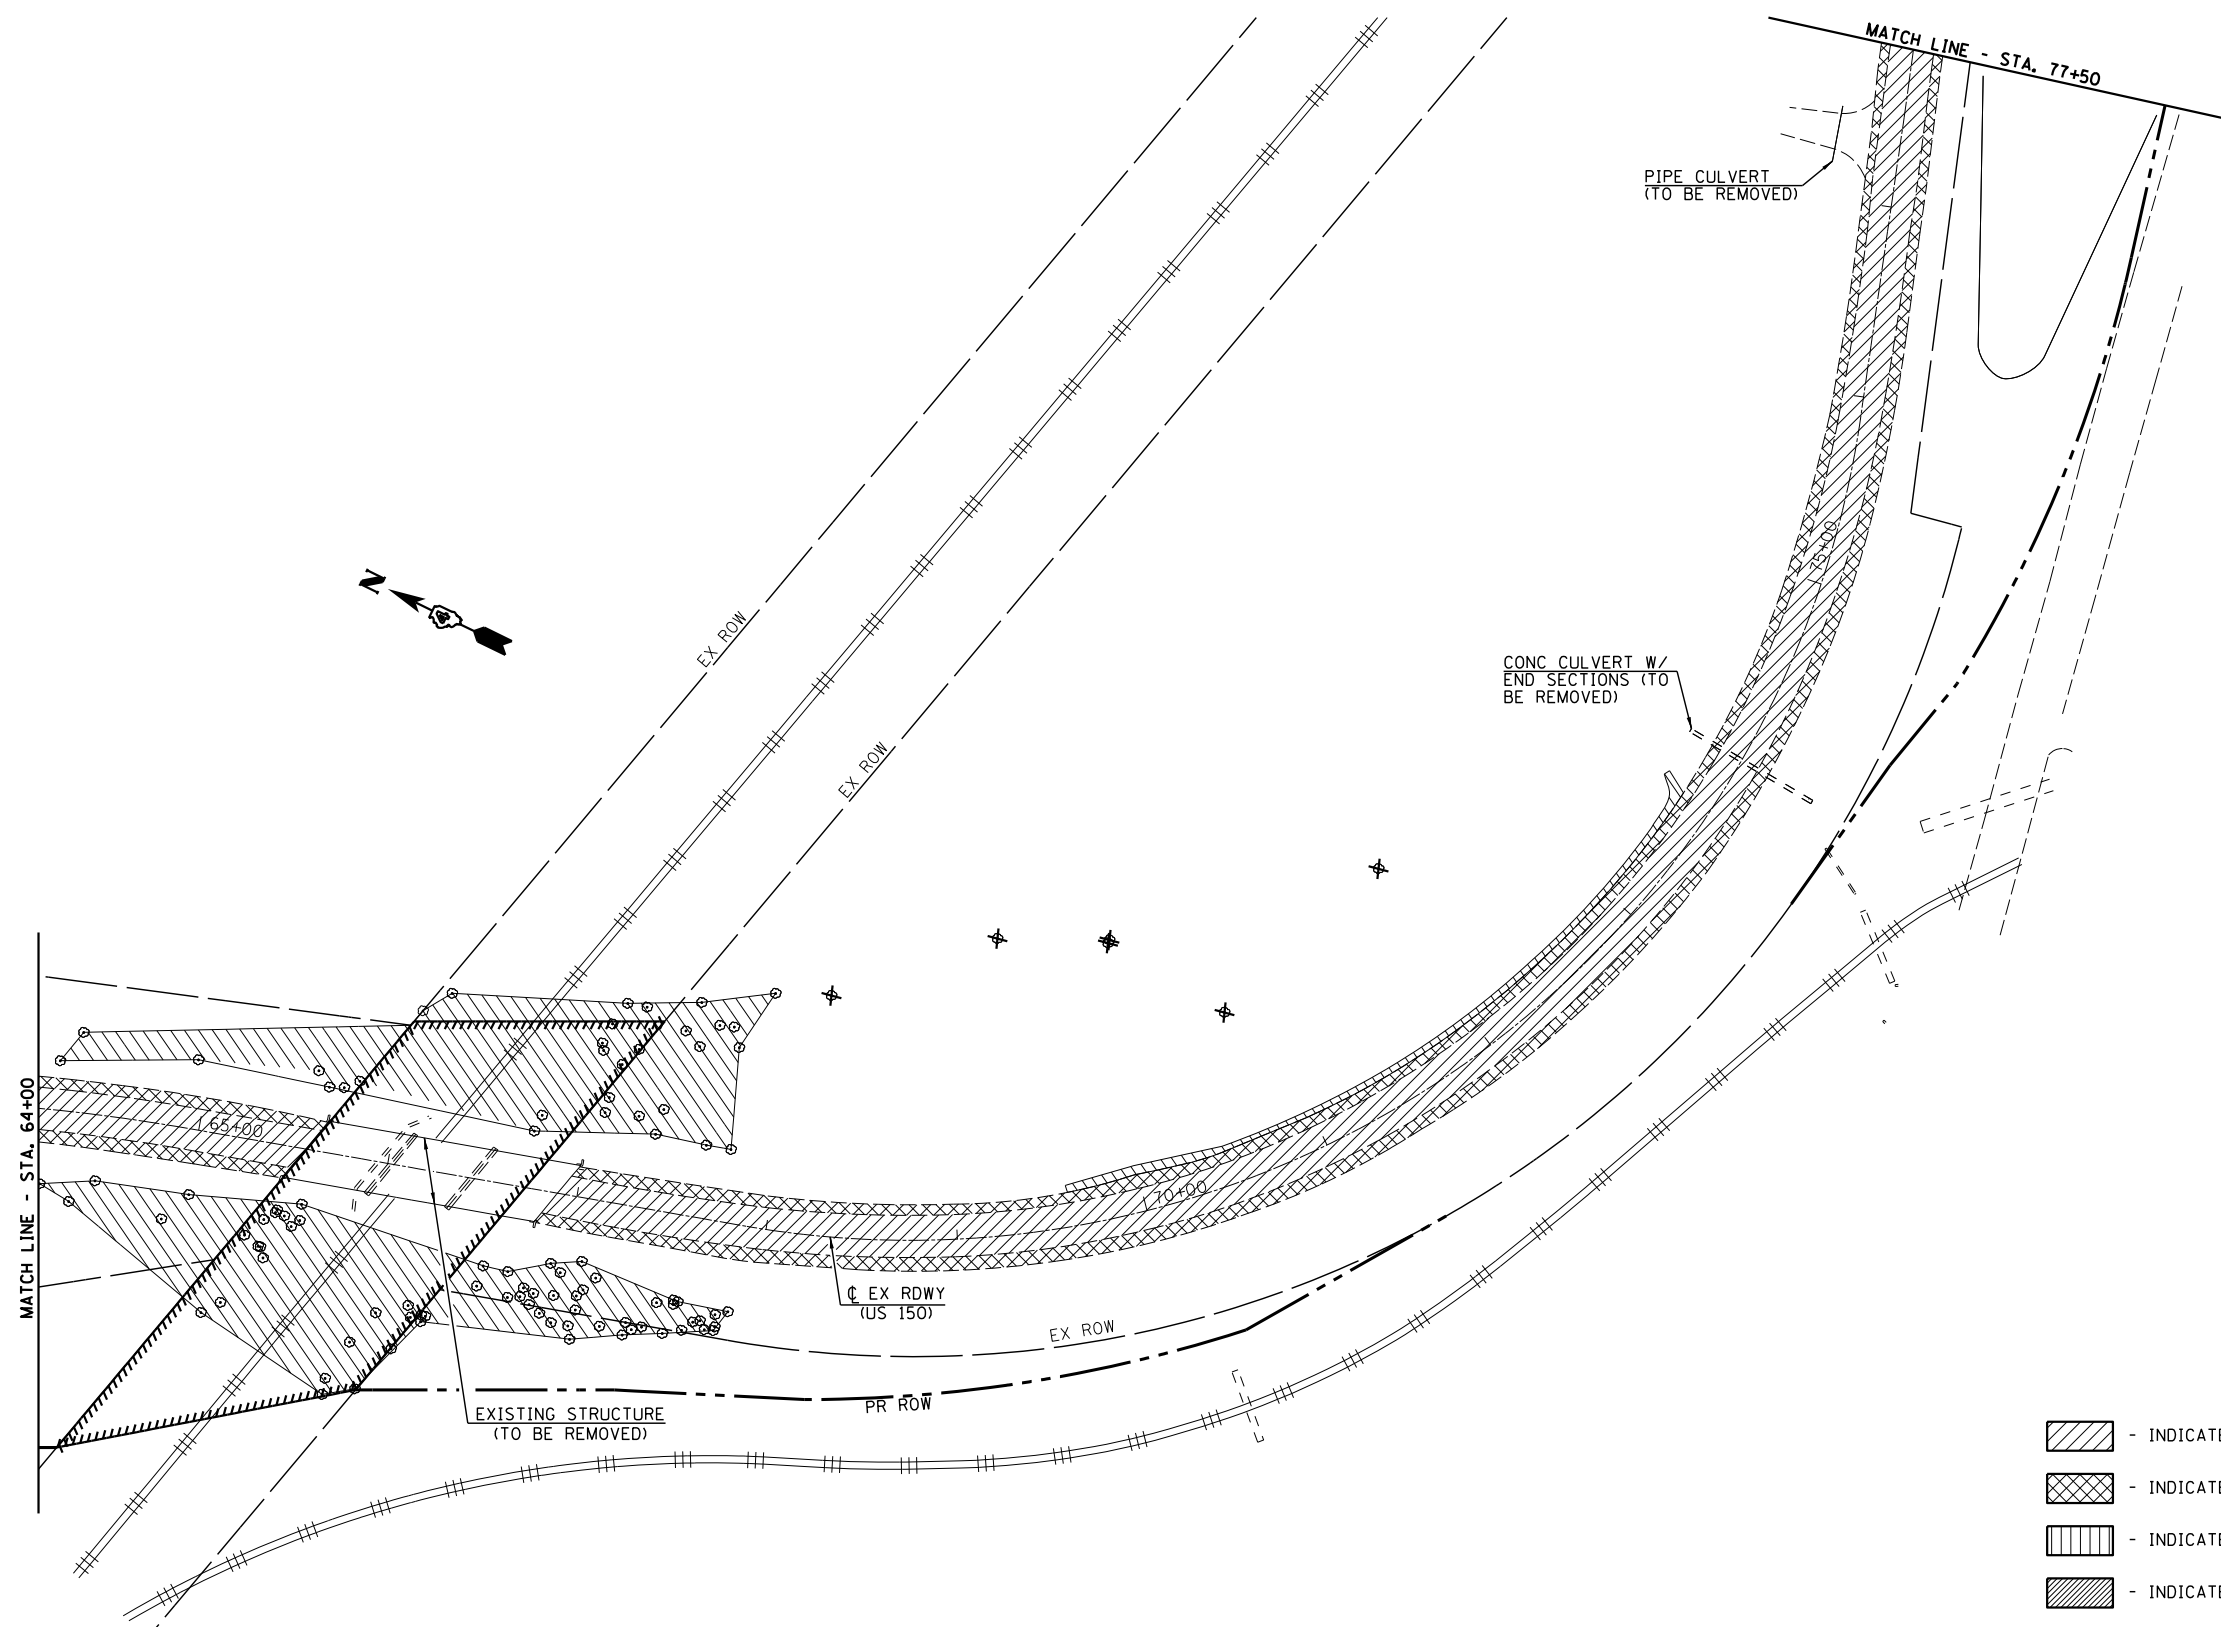 MATCH LINE - STA. 77+50
PIPE CULVERT
(TO BE REMOVED)
75+00
N
EX ROW
CONC CULVERT W/
END SECTIONS (TO
BE REMOVED)
EX ROW
MATCH LINE - STA. 64+00
65+00
70+00
℄ EX RDWY
(US 150)
EX ROW
PR ROW
EXISTING STRUCTURE
(TO BE REMOVED)
- INDICATE
- INDICATE
- INDICATE
- INDICATE